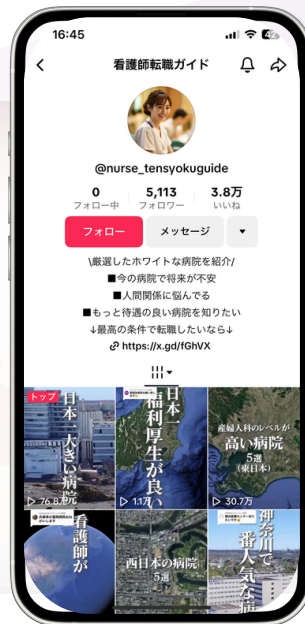 16:45
42
看護師転職ガイド
@nurse_tensyokuguide
0 5,113 3.8万
フォロー中 フォロワー いいね
フォロー メッセージ
\厳選したホワイトな病院を紹介/
■今の病院で将来が不安
■人間関係に悩んでる
■もっと待遇の良い病院を知りたい
↓最高の条件で転職したいなら↓
https://x.gd/fGhVX
トップ
日本一大きい病院
76.8万
日本一
福利厚生が良い
1.1万
産婦人科のレベルが
高い病院
5選
(東日本)
30.7万
看護師が
西日本の病院
5選
神奈川で
一番人気な病